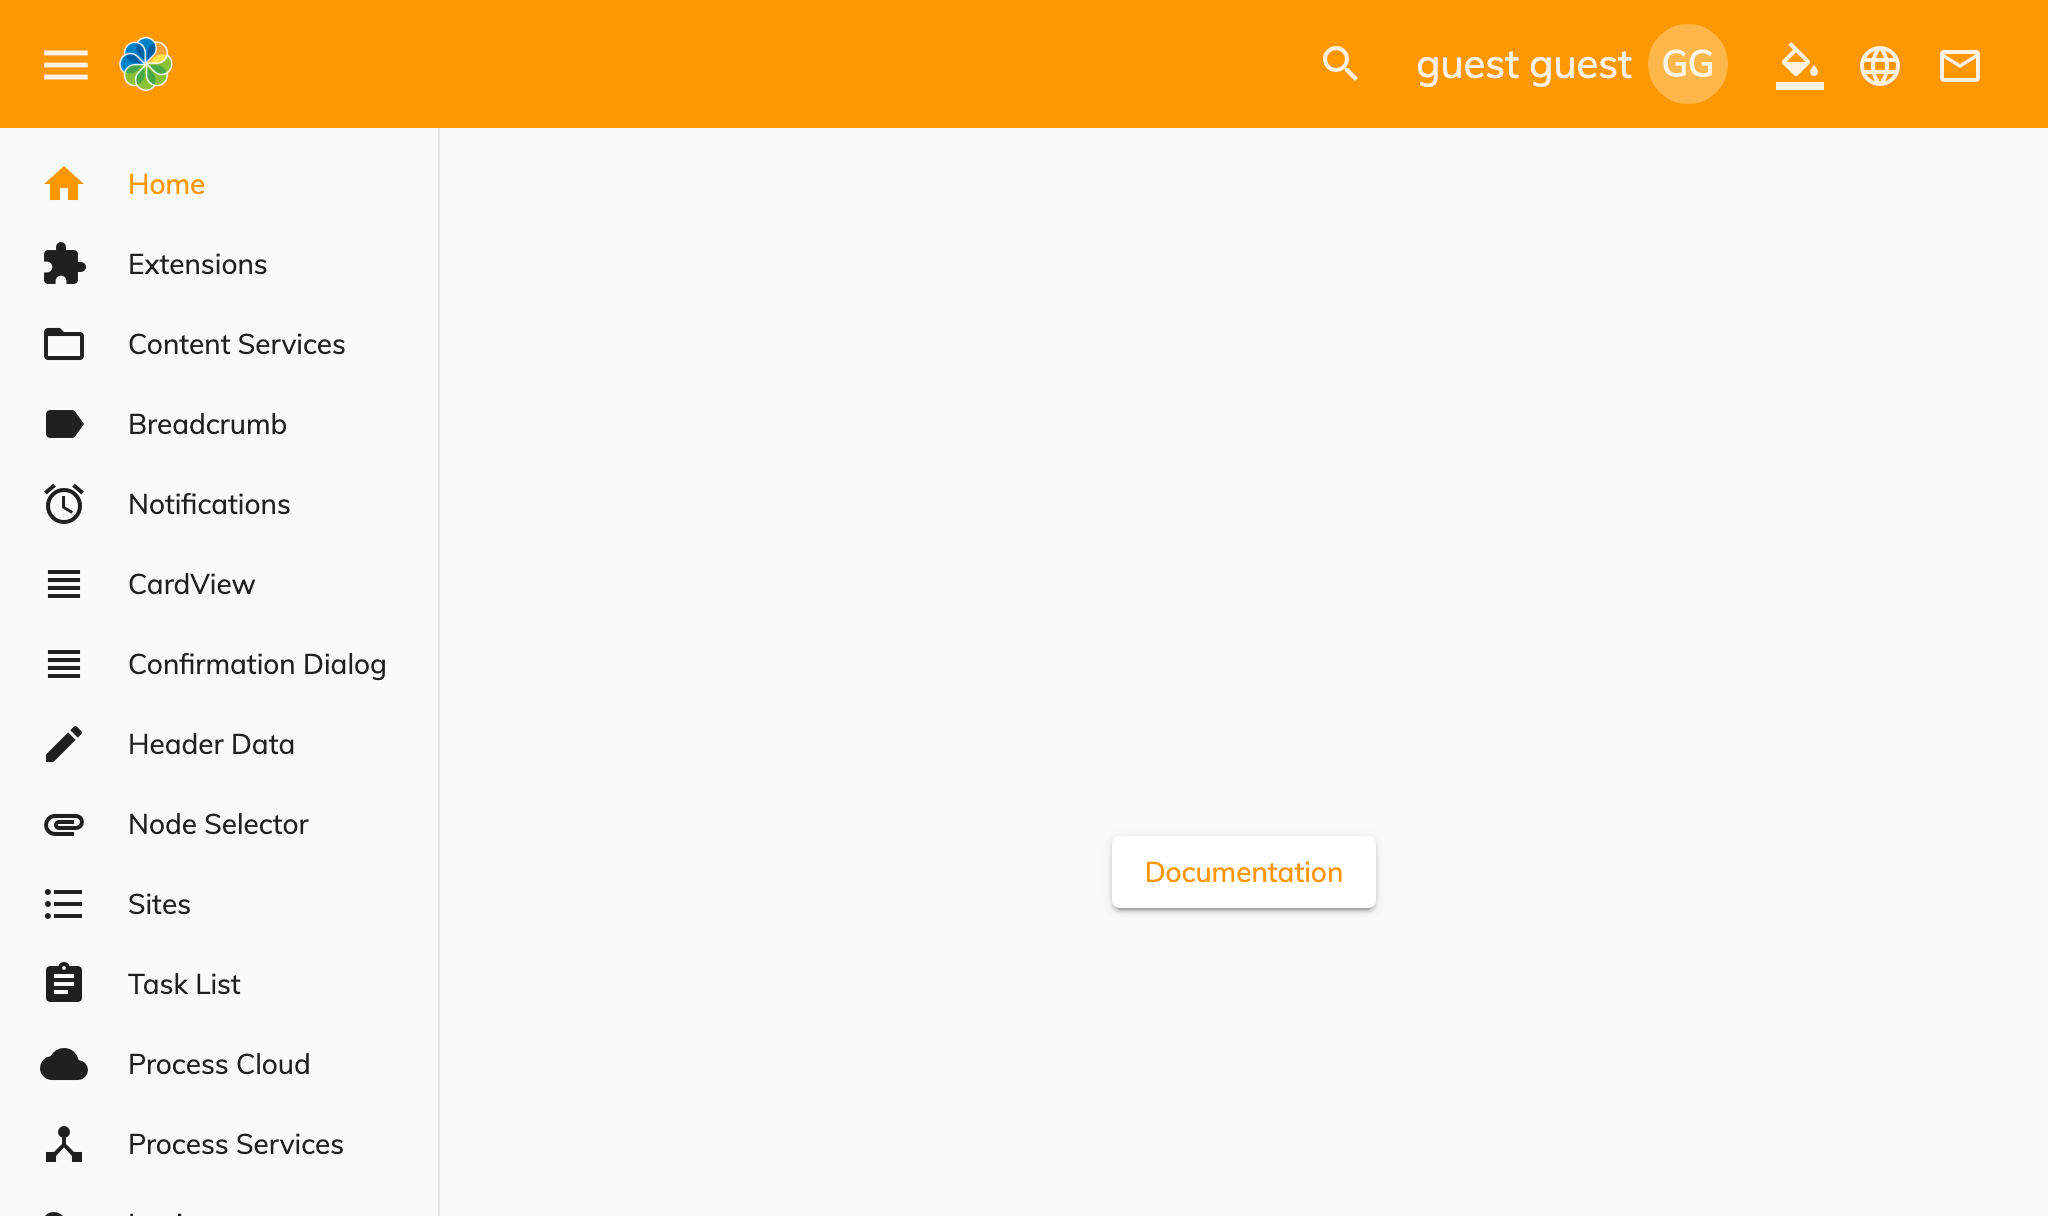 guest guest GG
Home
Extensions
Content Services
Breadcrumb
Notifications
CardView
Confirmation Dialog
Header Data
Node Selector
Sites
Documentation
Task List
Process Cloud
Process Services